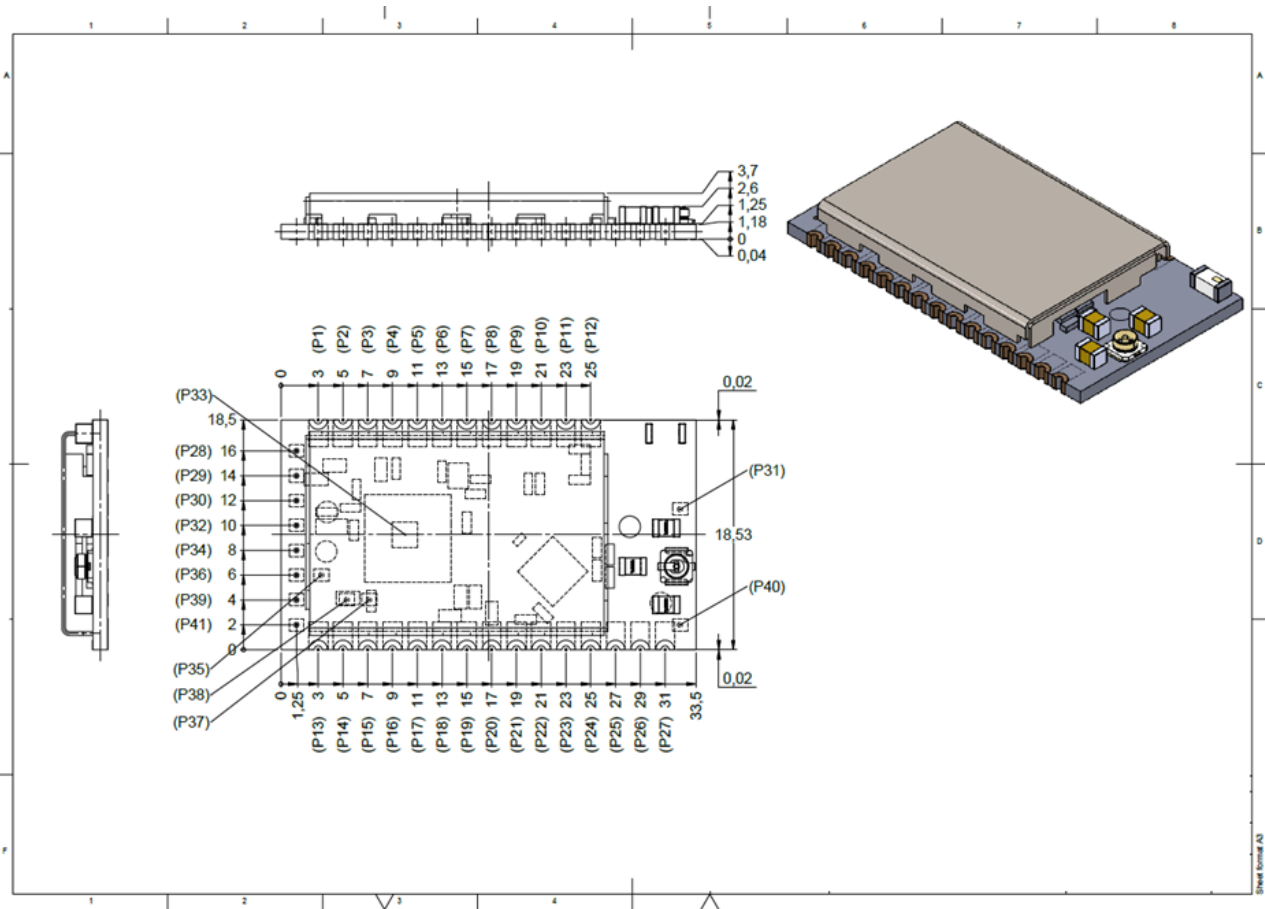 1 2 3 4 6 7 8
A A
3,7
2,6
1,25
1,18
0
0,04
B B
(P1) (P2) (P3) (P4) (P5) (P6) (P7) (P8) (P9) (P10) (P11) (P12)
0 3 5 7 9 11 13 15 17 19 21 23 25
C
0,02
(P33)
18,5
(P28) 16
(P29) 14
(P30) 12
(P32) 10
(P34) 8
(P36) 6
(P39) 4
(P41) 2
0
(P31)
18,53
D
(P40)
(P35)
(P38)
(P37)
0,02
0 1,25 3 5 7 9 11 13 15 17 19 21 23 25 27 29 31 33,5
(P13) (P14) (P15) (P16) (P17) (P18) (P19) (P20) (P21) (P22) (P23) (P24) (P25) (P26) (P27)
F
Sheet format A3
1 2 3 4